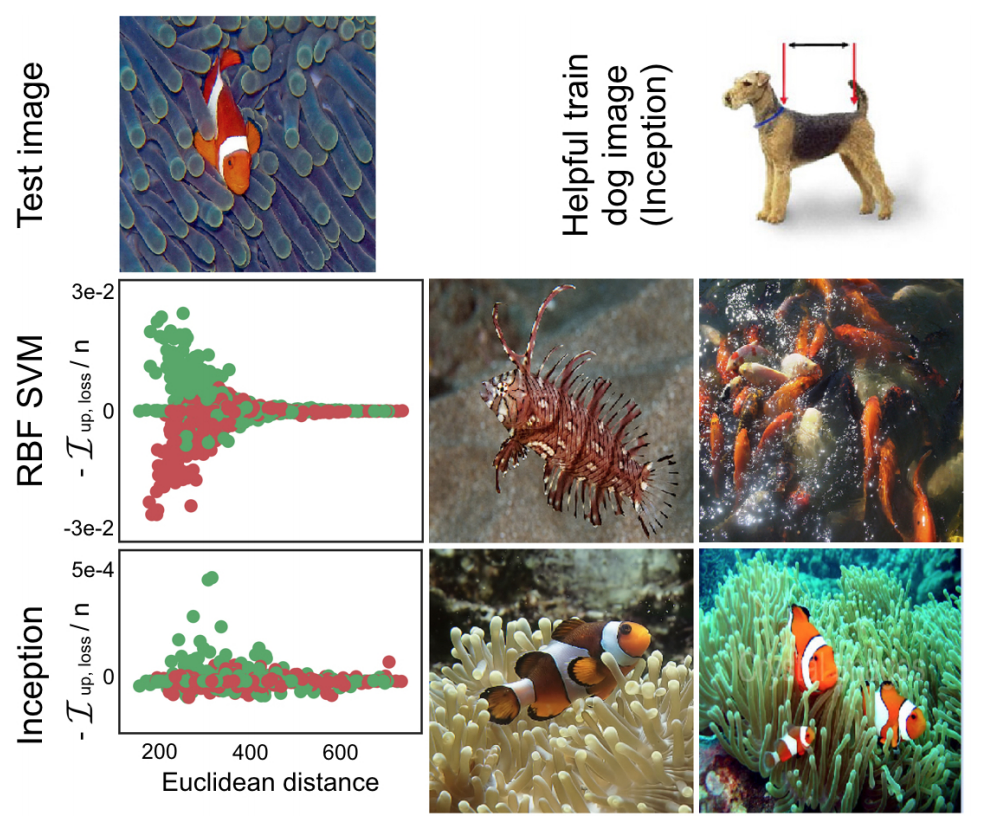 Test image
Helpful train
dog image
(Inception)
RBF SVM
- ℐ up, loss / n
3e-2
0
-3e-2
Inception
- ℐ up, loss / n
5e-4
0
200 400 600
Euclidean distance